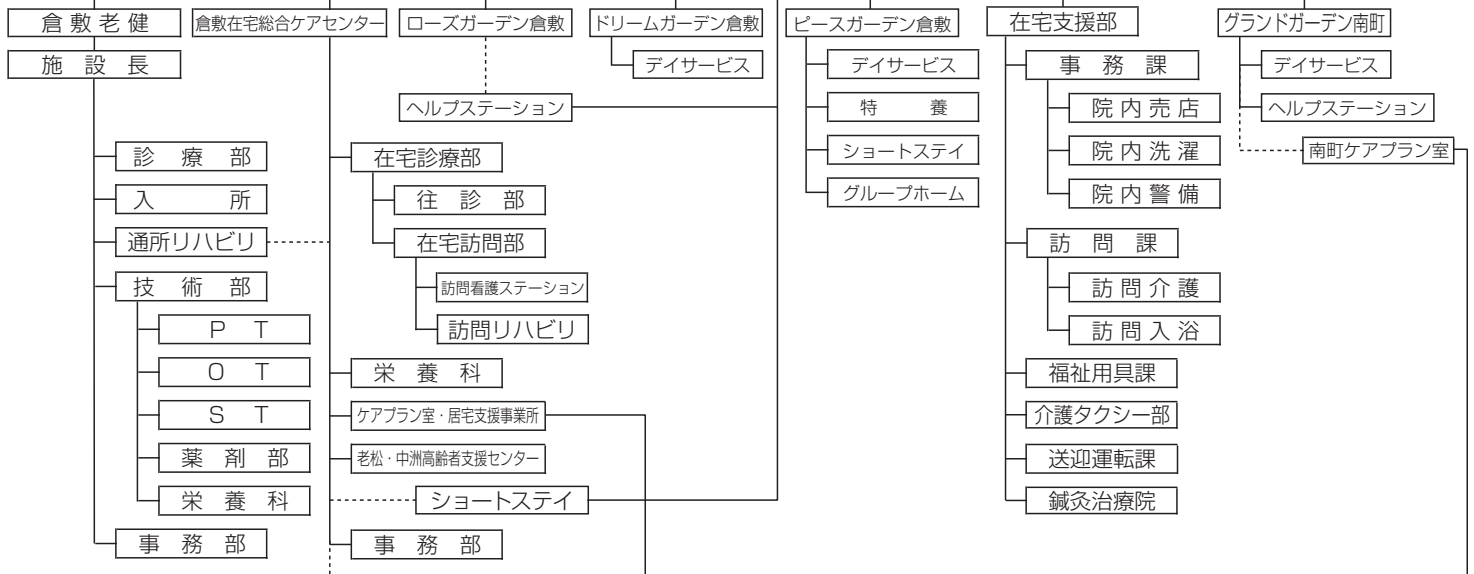 倉敷老健
施設長
診療部
入所
通所リハビリ
技術部
PT
OT
ST
薬剤部
栄養科
事務部
倉敷在宅総合ケアセンター
在宅診療部
往診部
在宅訪問部
訪問看護ステーション
訪問リハビリ
栄養科
ケアプラン室・居宅支援事業所
老松・中洲高齢者支援センター
ショートステイ
事務部
ローズガーデン倉敷
ヘルプステーション
ドリームガーデン倉敷
デイサービス
ピースガーデン倉敷
デイサービス
特養
ショートステイ
グループホーム
在宅支援部
事務課
院内売店
院内洗濯
院内警備
訪問課
訪問介護
訪問入浴
福祉用具課
介護タクシー部
送迎運転課
鍼灸治療院
グランドガーデン南町
デイサービス
ヘルプステーション
南町ケアプラン室